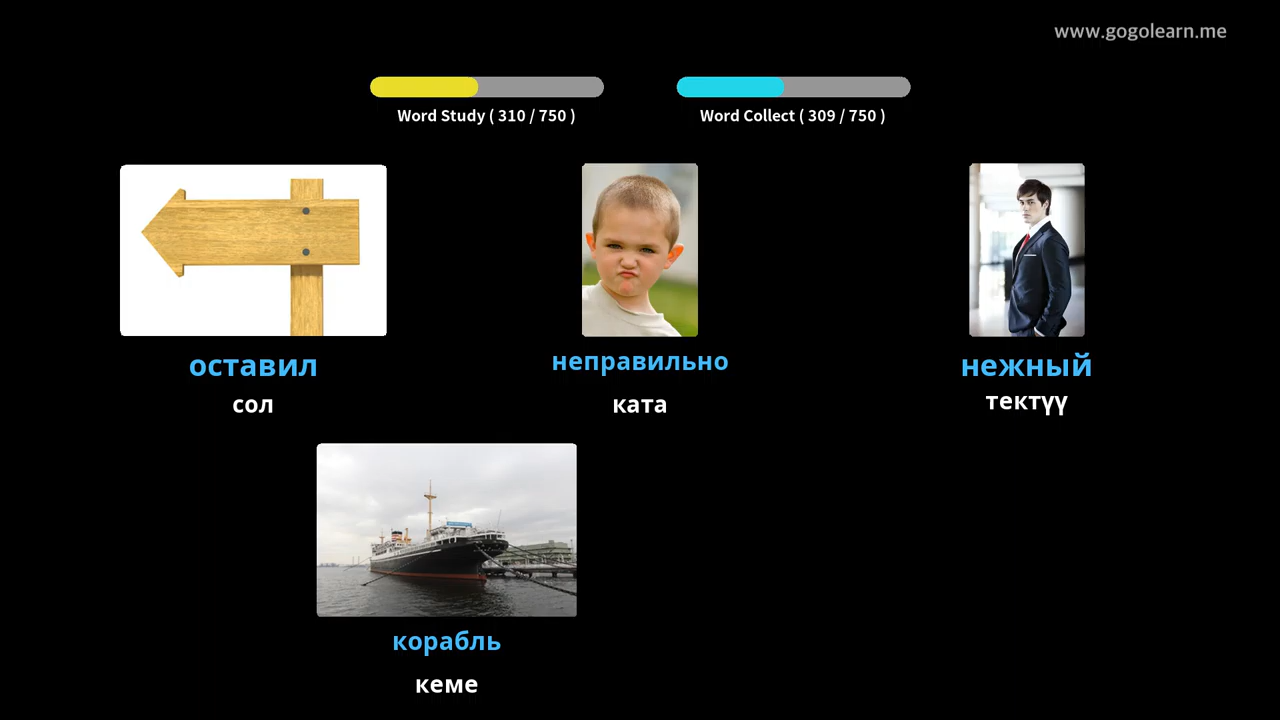 www.gogolearn.me
Word Study ( 310 / 750 )
Word Collect ( 309 / 750 )
оставил
сол
неправильно
ката
нежный
тектүү
корабль
кеме